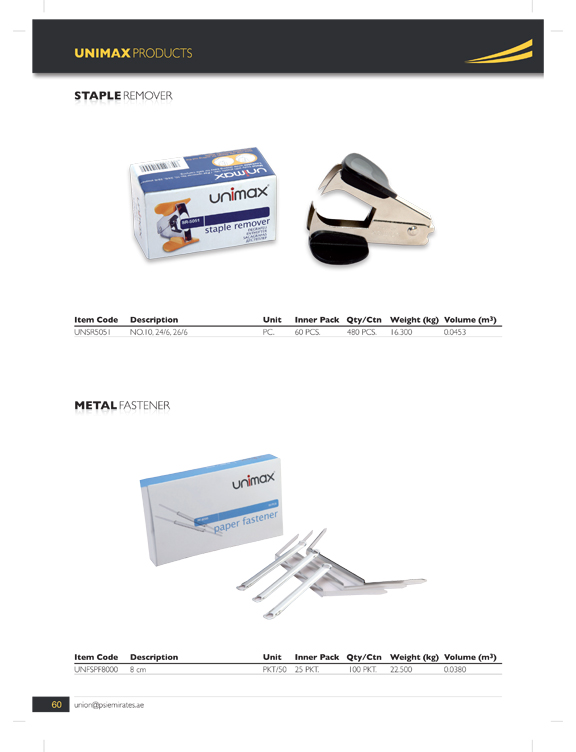 UNIMAX PRODUCTS
STAPLE REMOVER
unimax
unimax
SR-5051
staple remover
Item Code Description Unit Inner Pack Qty/Ctn Weight (kg) Volume (m³)
UNSR5051 NO.10, 24/6, 26/6 PC. 60 PCS. 480 PCS. 16.300 0.0453
METAL FASTENER
unimax
paper fastener
Item Code Description Unit Inner Pack Qty/Ctn Weight (kg) Volume (m³)
UNFSPF8000 8 cm PKT/50 25 PKT. 100 PKT. 22.500 0.0380
60 union@psiemirates.ae